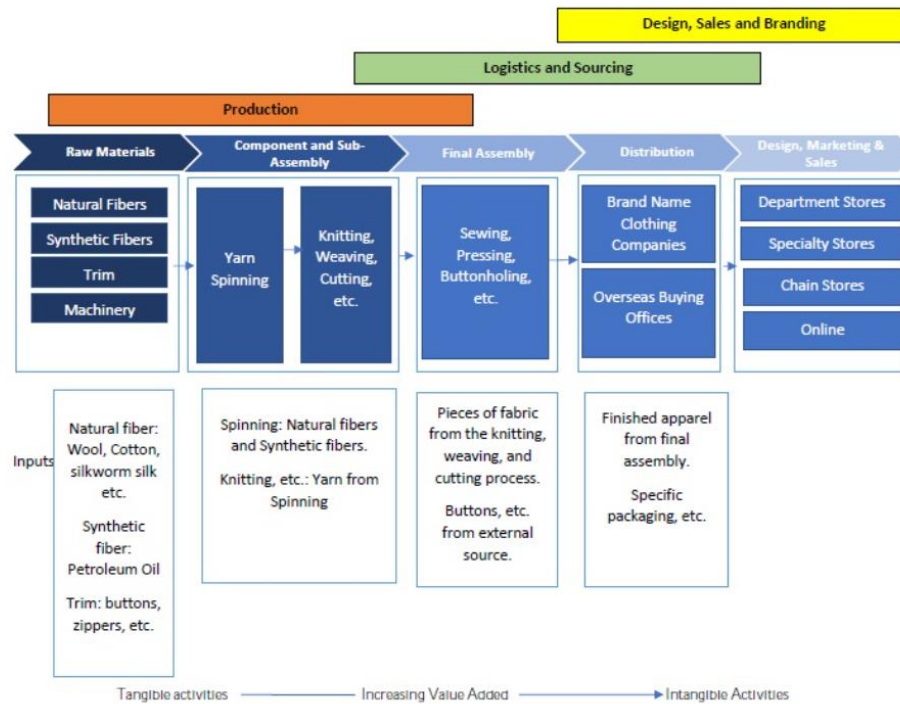 Design, Sales and Branding
Logistics and Sourcing
Production
Raw Materials
Component and Sub-
Assembly
Final Assembly
Distribution
Design, Marketing &
Sales
Natural Fibers
Synthetic Fibers
Trim
Machinery
Yarn
Spinning
Knitting,
Weaving,
Cutting,
etc.
Sewing,
Pressing,
Buttonholing,
etc.
Brand Name
Clothing
Companies
Overseas Buying
Offices
Department Stores
Specialty Stores
Chain Stores
Online
Inputs
Natural fiber:
Wool, Cotton,
silkworm silk
etc.
Synthetic
fiber:
Petroleum Oil
Trim: buttons,
zippers, etc.
Spinning: Natural fibers
and Synthetic fibers.
Knitting, etc.: Yarn from
Spinning
Pieces of fabric
from the knitting,
weaving, and
cutting process.
Buttons, etc.
from external
source.
Finished apparel
from final
assembly.
Specific
packaging, etc.
Tangible activities
Increasing Value Added
Intangible Activities